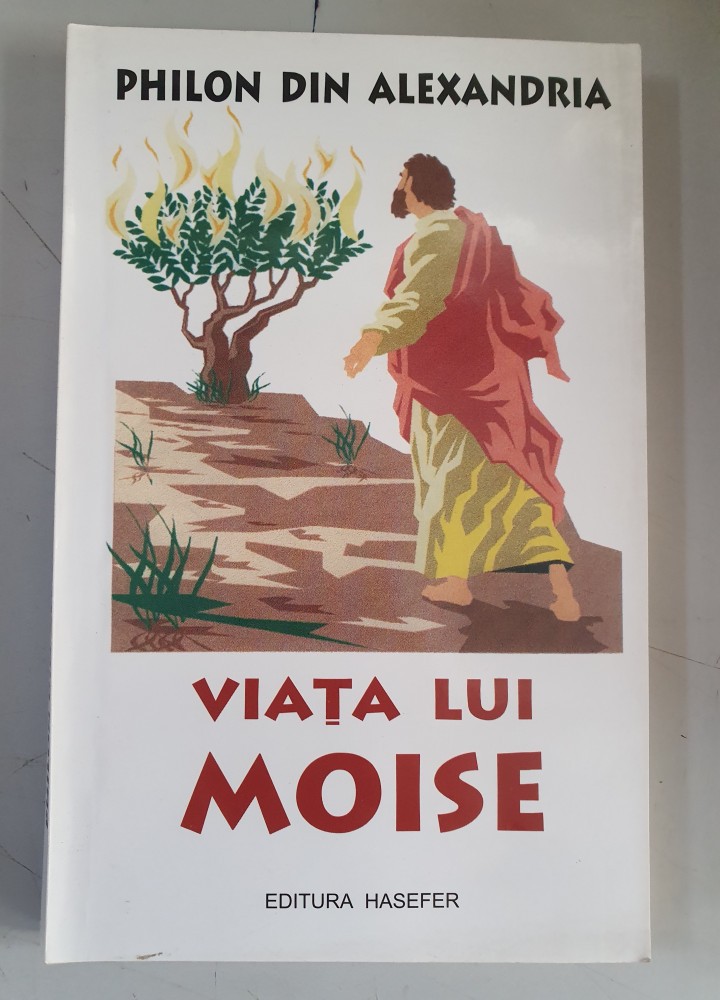 PHILON DIN ALEXANDRIA
VIAȚA LUI
MOISE
EDITURA HASEFER